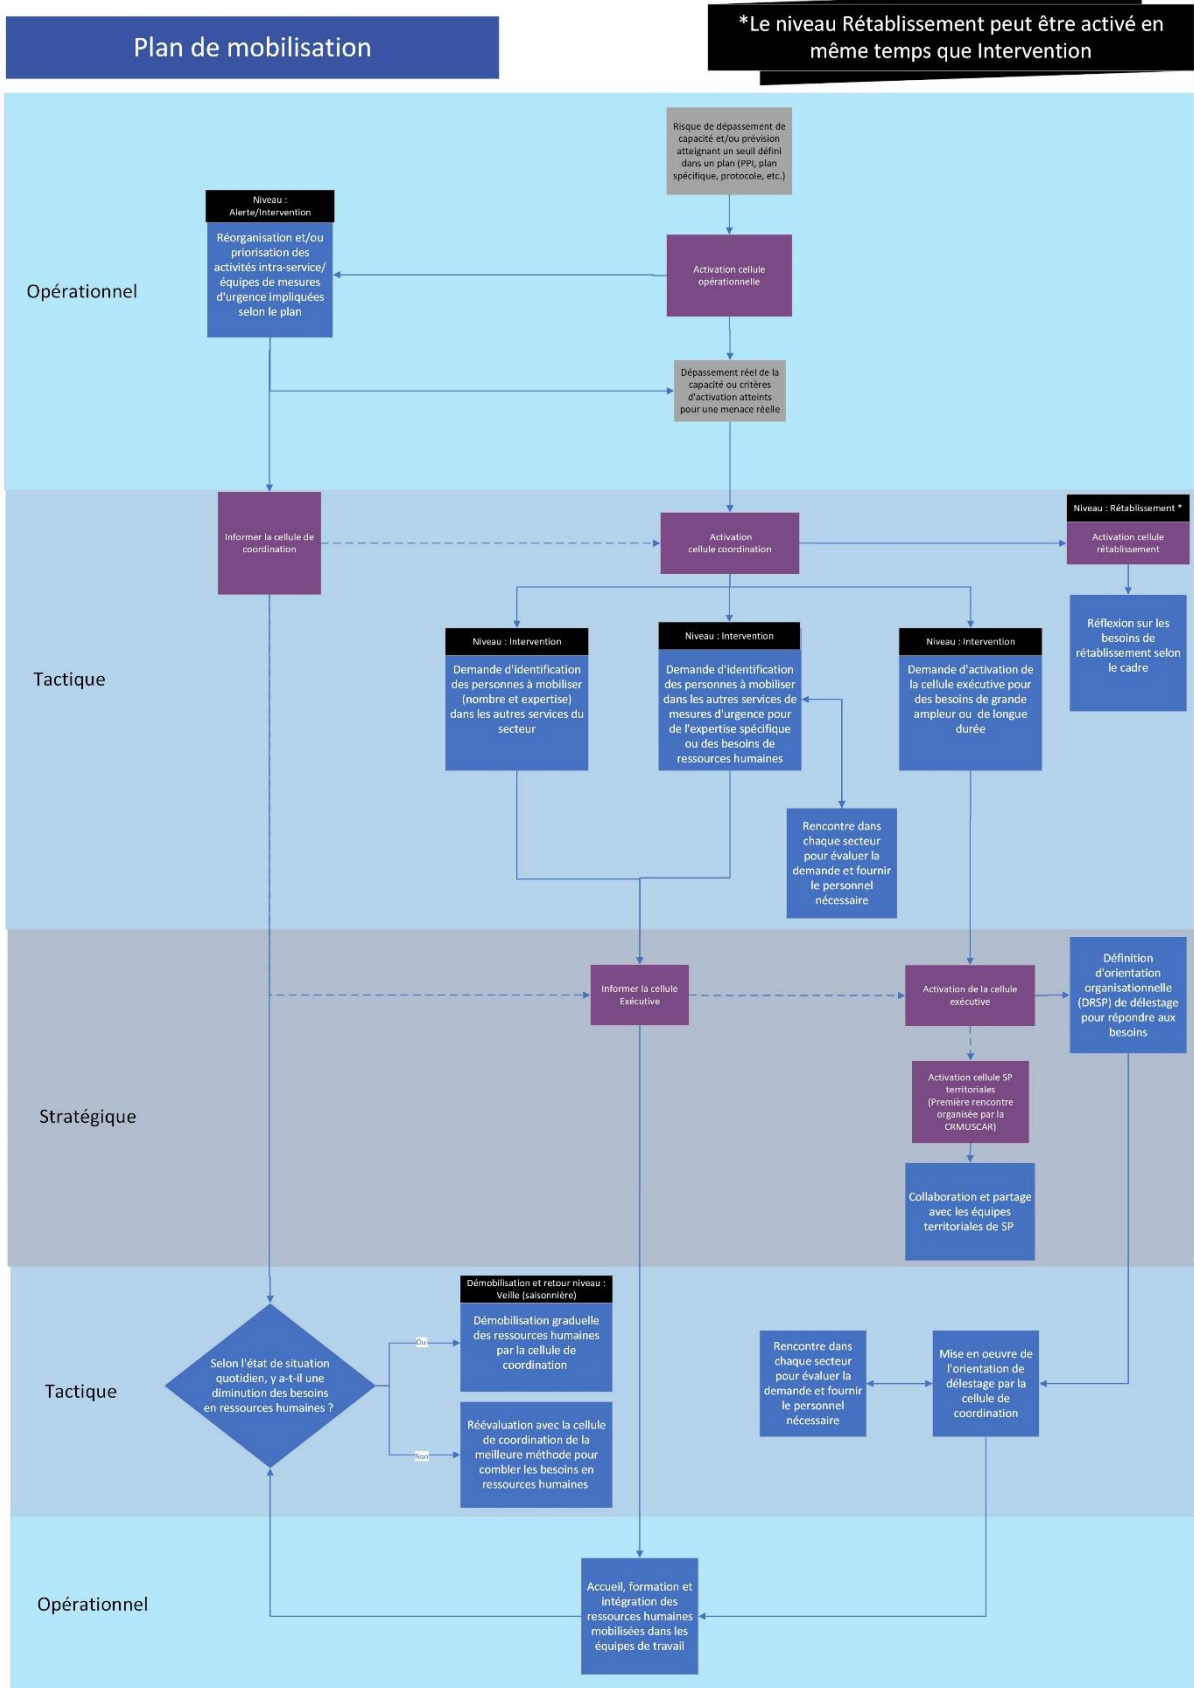 Plan de mobilisation
*Le niveau Rétablissement peut être activé en
même temps que Intervention
Opérationnel
Risque de dépassement de
capacité et/ou prévision
atteignant un seuil défini
dans un plan (PPI, plan
spécifique, protocole, etc.)
Niveau :
Alerte/Intervention
Réorganisation et/ou
priorisation des
activités intra-service/
équipes de mesures
d'urgence impliquées
selon le plan
Activation cellule
opérationnelle
Dépassement réel de la
capacité ou critères
d'activation atteints
pour une menace réelle
Tactique
Informer la cellule de
coordination
Activation
cellule coordination
Niveau : Rétablissement *
Activation cellule
rétablissement
Réflexion sur les
besoins de
rétablissement selon
le cadre
Niveau : Intervention
Demande d'identification
des personnes à mobiliser
(nombre et expertise)
dans les autres services du
secteur
Niveau : Intervention
Demande d'identification
des personnes à mobiliser
dans les autres services de
mesures d'urgence pour
de l'expertise spécifique
ou des besoins de
ressources humaines
Niveau : Intervention
Demande d'activation de
la cellule exécutive pour
des besoins de grande
ampleur ou de longue
durée
Rencontre dans
chaque secteur
pour évaluer la
demande et fournir
le personnel
nécessaire
Stratégique
Informer la cellule
Exécutive
Activation de la cellule
exécutive
Définition
d'orientation
organisationnelle
(DRSP) de délestage
pour répondre aux
besoins
Activation cellule SP
territoriales
(Première rencontre
organisée par la
CRMUSCAR)
Collaboration et partage
avec les équipes
territoriales de SP
Tactique
Selon l'état de situation
quotidien, y a-t-il une
diminution des besoins
en ressources humaines ?
Oui
Démobilisation et retour niveau :
Veille (saisonnière)
Démobilisation graduelle
des ressources humaines
par la cellule de
coordination
Non
Réévaluation avec la cellule
de coordination de la
meilleure méthode pour
combler les besoins en
ressources humaines
Rencontre dans
chaque secteur
pour évaluer la
demande et fournir
le personnel
nécessaire
Mise en oeuvre de
l'orientation de
délestage par la
cellule de
coordination
Opérationnel
Accueil, formation et
intégration des
ressources humaines
mobilisées dans les
équipes de travail